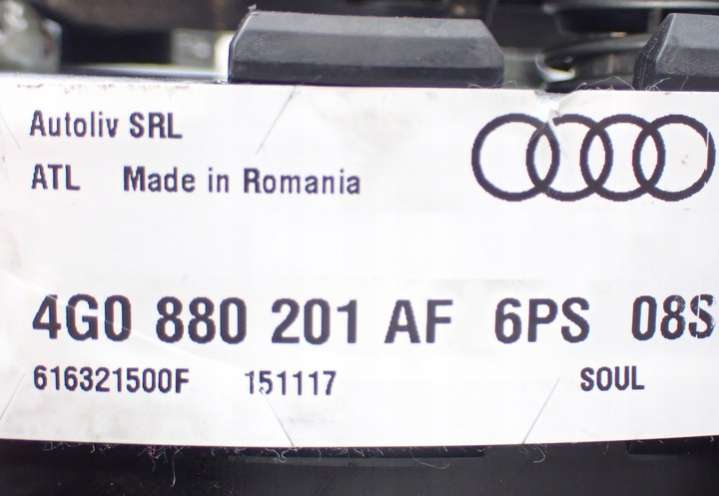 Autoliv SRL
ATL Made in Romania
4G0 880 201 AF 6PS 08S
616321500F 151117 SOUL